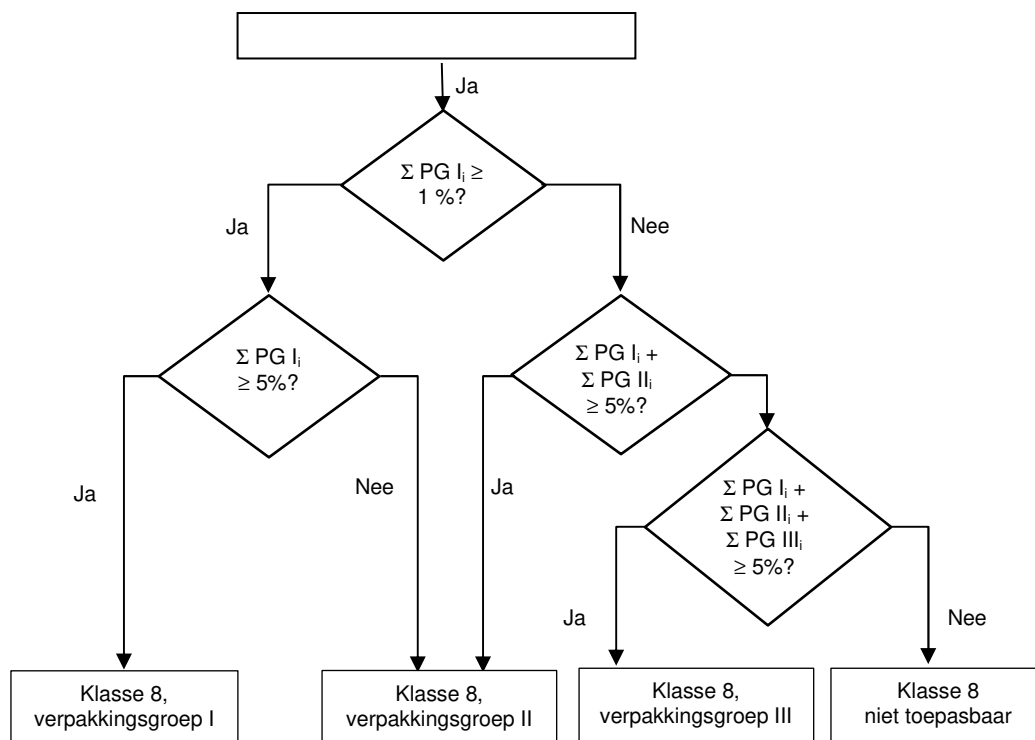 Ja
Σ PG Iᵢ ≥
1 %?
Ja
Nee
Σ PG Iᵢ
≥ 5%?
Σ PG Iᵢ +
Σ PG IIᵢ
≥ 5%?
Ja
Nee
Ja
Σ PG Iᵢ +
Σ PG IIᵢ +
Σ PG IIIᵢ
≥ 5%?
Ja
Nee
Klasse 8,
verpakkingsgroep I
Klasse 8,
verpakkingsgroep II
Klasse 8,
verpakkingsgroep III
Klasse 8
niet toepasbaar